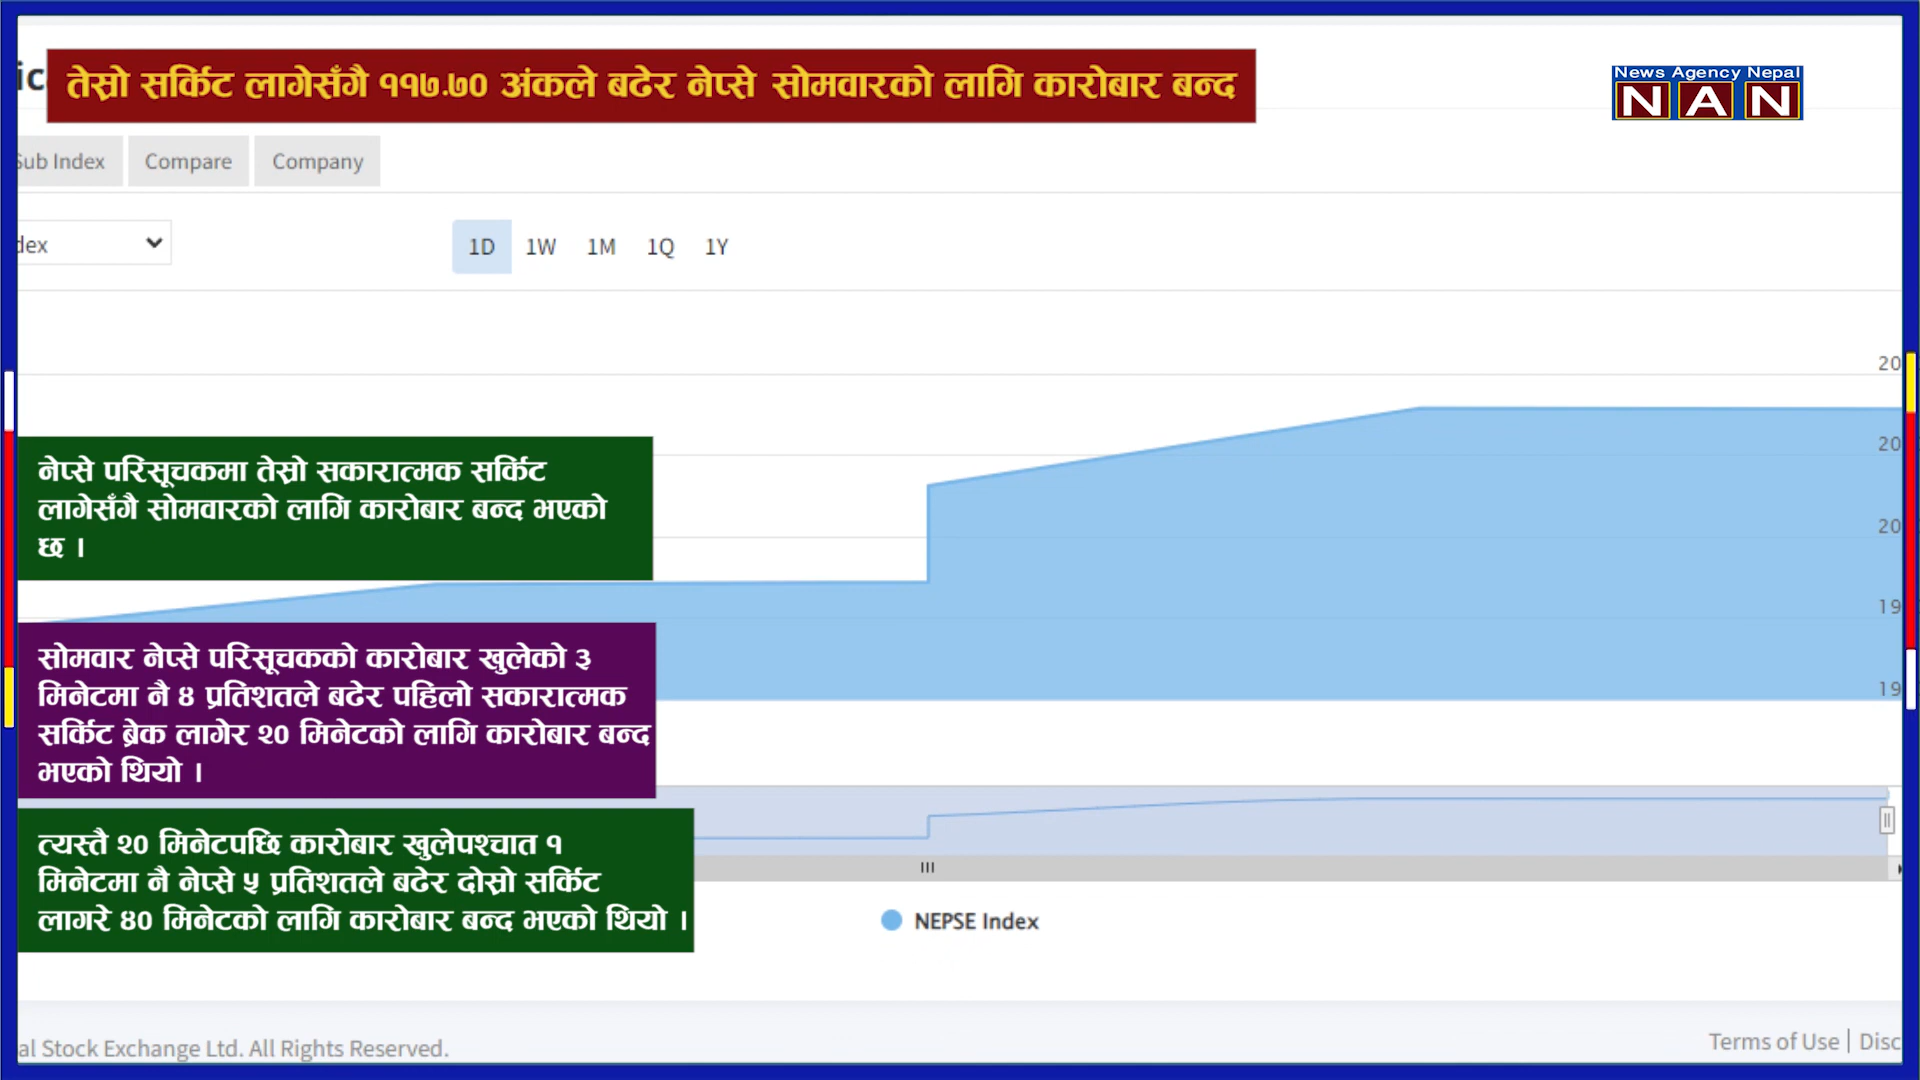 तेस्रो सर्किट लागेसँगै ११७.७० अंकले बढेर नेप्से सोमवारको लागि कारोबार बन्द
News Agency Nepal
NAN
Sub Index Compare Company
dex
1D 1W 1M 1Q 1Y
20
20
20
19
19
नेप्से परिसूचकमा तेस्रो सकारात्मक सर्किट
लागेसँगै सोमवारको लागि कारोबार बन्द भएको
छ ।
सोमवार नेप्से परिसूचकको कारोबार खुलेको ३
मिनेटमा नै ४ प्रतिशतले बढेर पहिलो सकारात्मक
सर्किट ब्रेक लागेर २० मिनेटको लागि कारोबार बन्द
भएको थियो ।
त्यस्तै २० मिनेटपछि कारोबार खुलेपश्चात १
मिनेटमा नै नेप्से ५ प्रतिशतले बढेर दोस्रो सर्किट
लागरे ४० मिनेटको लागि कारोबार बन्द भएको थियो ।
NEPSE Index
al Stock Exchange Ltd. All Rights Reserved.
Terms of Use | Disc